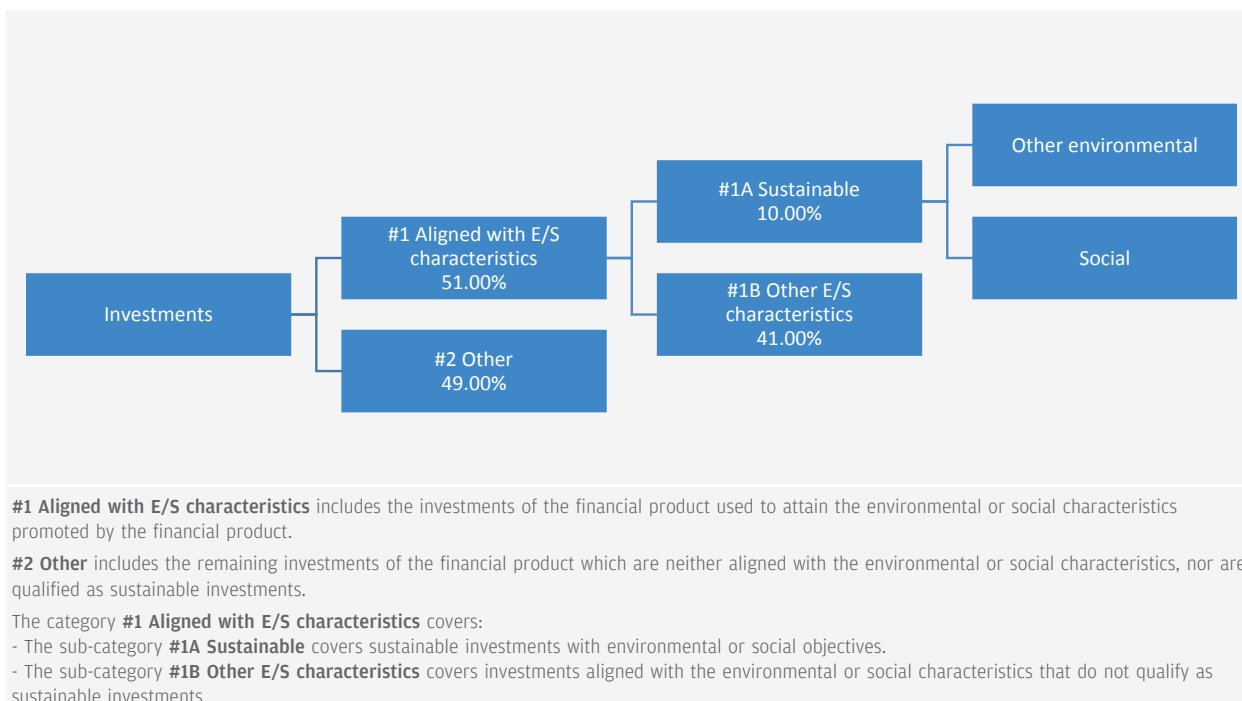 Other environmental
#1A Sustainable
10.00%
#1 Aligned with E/S
characteristics
51.00%
Social
#1B Other E/S
characteristics
41.00%
Investments
#2 Other
49.00%
#1 Aligned with E/S characteristics includes the investments of the financial product used to attain the environmental or social characteristics
promoted by the financial product.
#2 Other includes the remaining investments of the financial product which are neither aligned with the environmental or social characteristics, nor are
qualified as sustainable investments.
The category #1 Aligned with E/S characteristics covers:
- The sub-category #1A Sustainable covers sustainable investments with environmental or social objectives.
- The sub-category #1B Other E/S characteristics covers investments aligned with the environmental or social characteristics that do not qualify as
sustainable investments